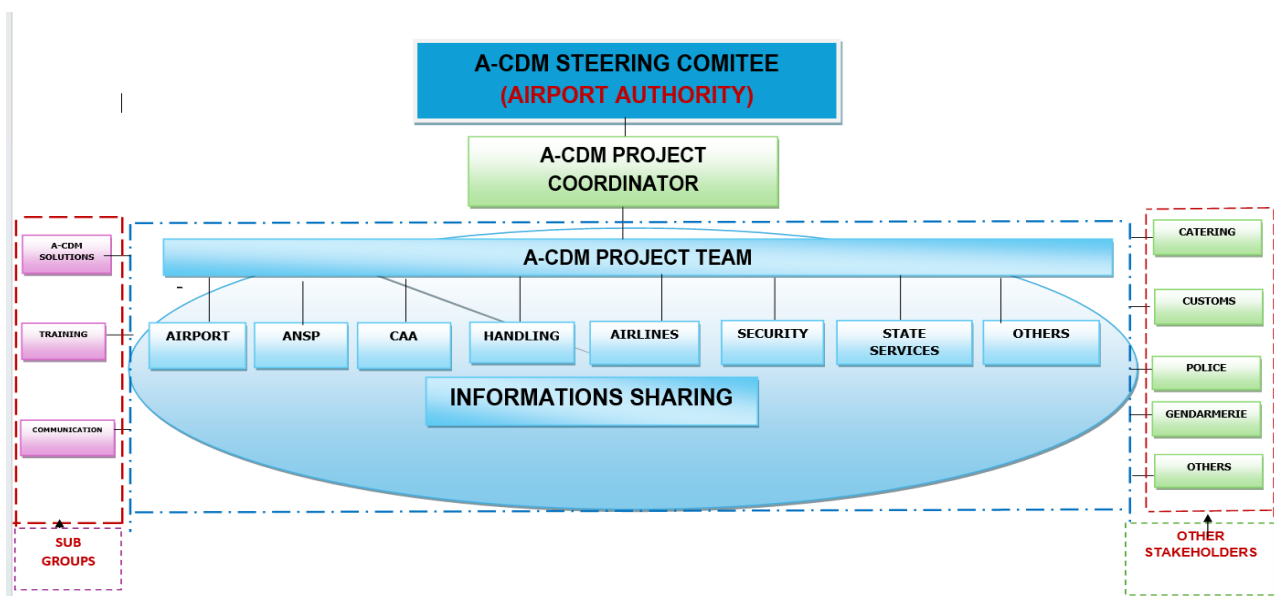 A-CDM STEERING COMITEE
(AIRPORT AUTHORITY)
A-CDM PROJECT
COORDINATOR
A-CDM
SOLUTIONS
TRAINING
COMMUNICATION
SUB
GROUPS
A-CDM PROJECT TEAM
AIRPORT
ANSP
CAA
HANDLING
AIRLINES
SECURITY
STATE
SERVICES
OTHERS
INFORMATIONS SHARING
CATERING
CUSTOMS
POLICE
GENDARMERIE
OTHERS
OTHER
STAKEHOLDERS